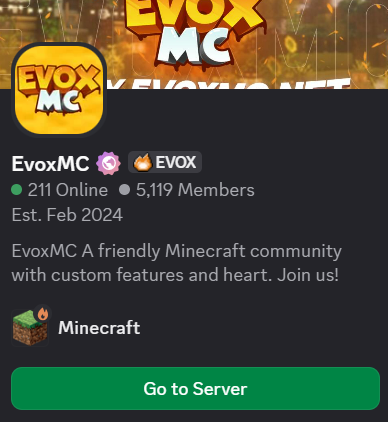 EVOX
MC
EVOX
MC
EvoxMC EVOX
211 Online 5,119 Members
Est. Feb 2024
EvoxMC A friendly Minecraft community
with custom features and heart. Join us!
Minecraft
Go to Server